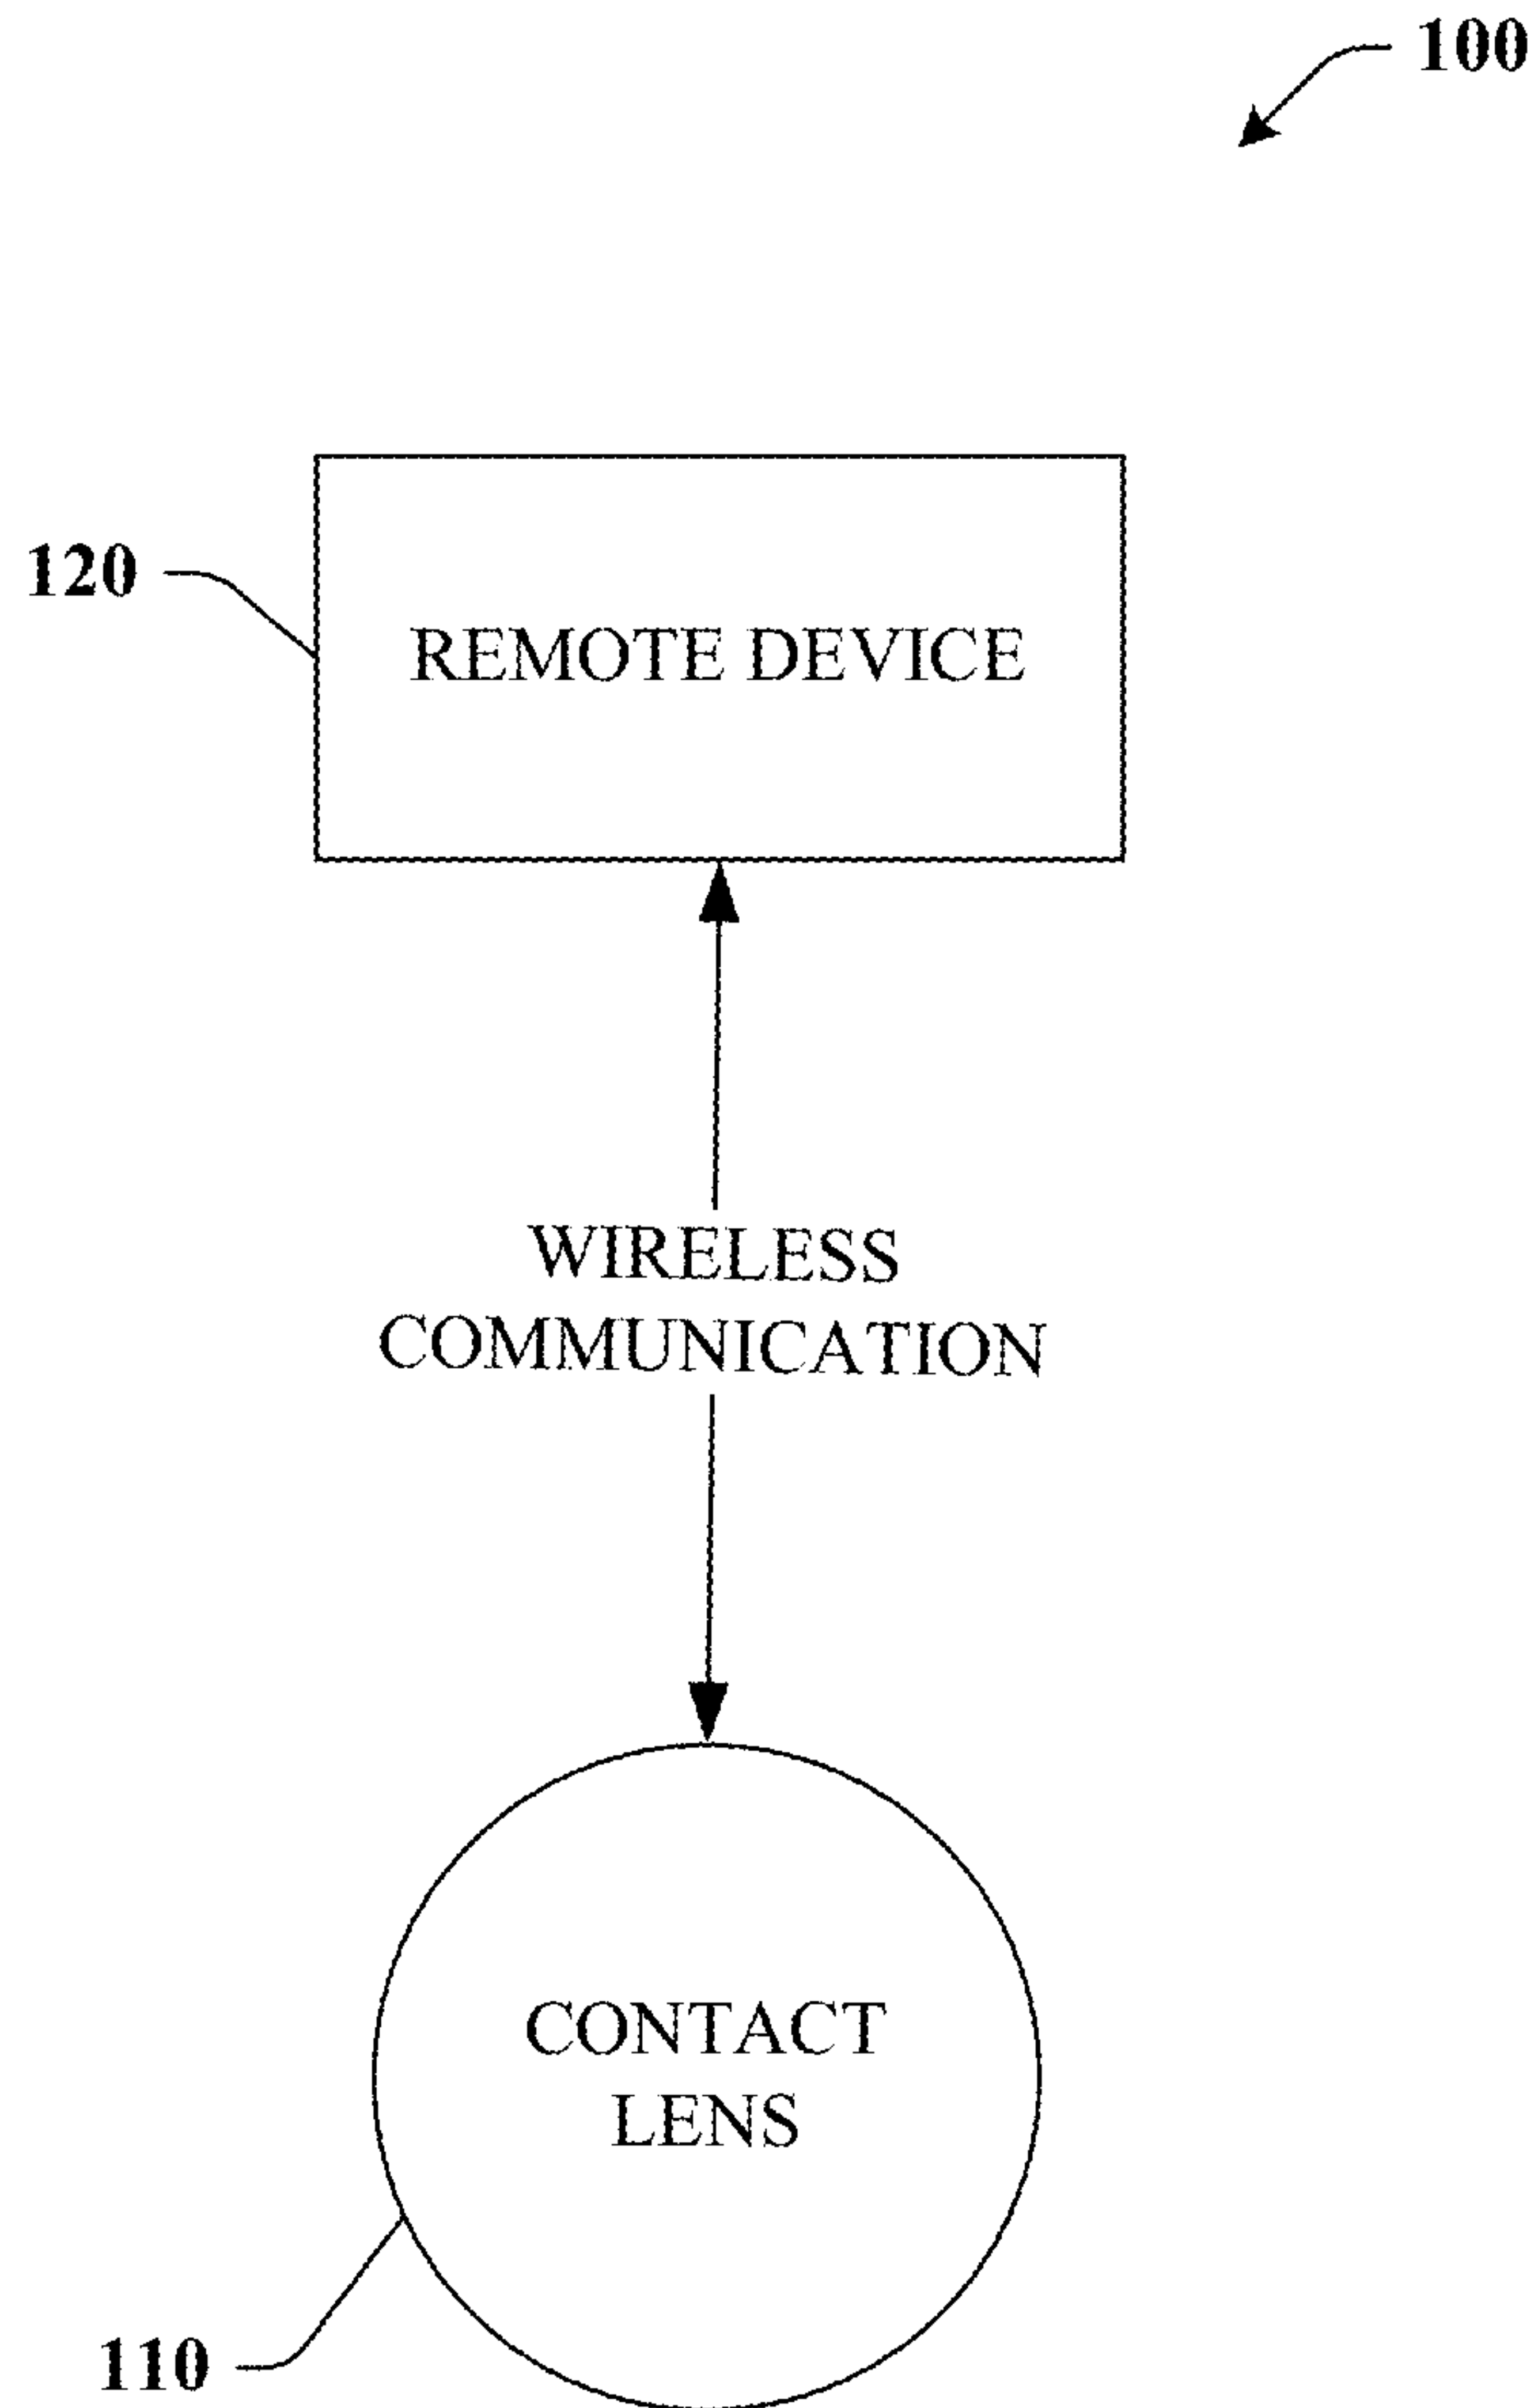 100
120
REMOTE DEVICE
WIRELESS
COMMUNICATION
CONTACT
LENS
110